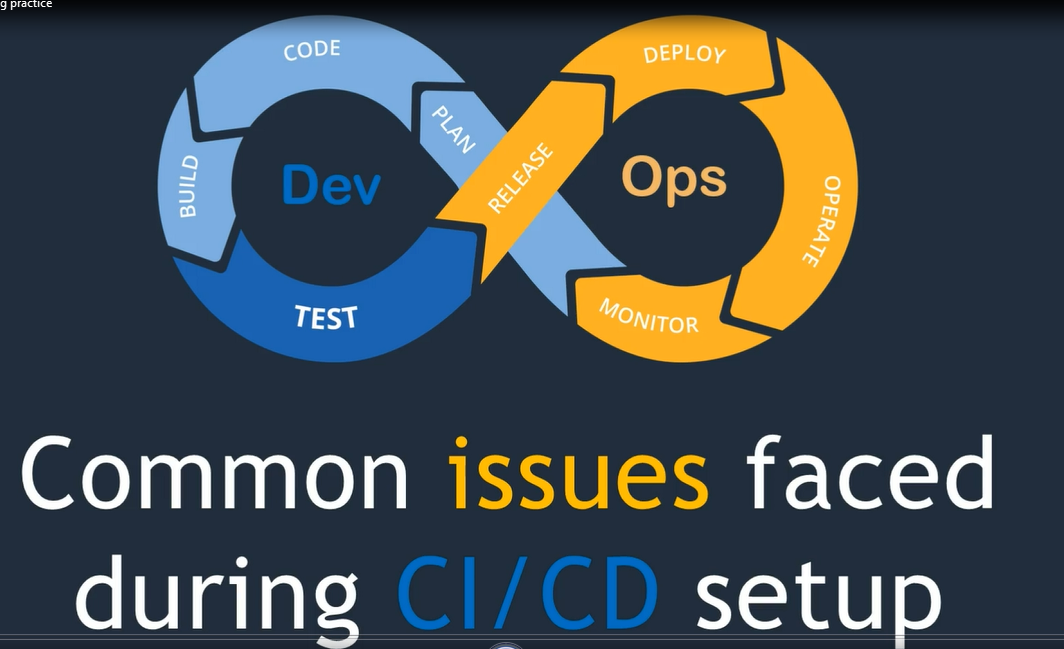 g practice
CODE
DEPLOY
PLAN
BUILD
Dev
RELEASE
Ops
OPERATE
TEST
MONITOR
Common issues faced
during CI/CD setup